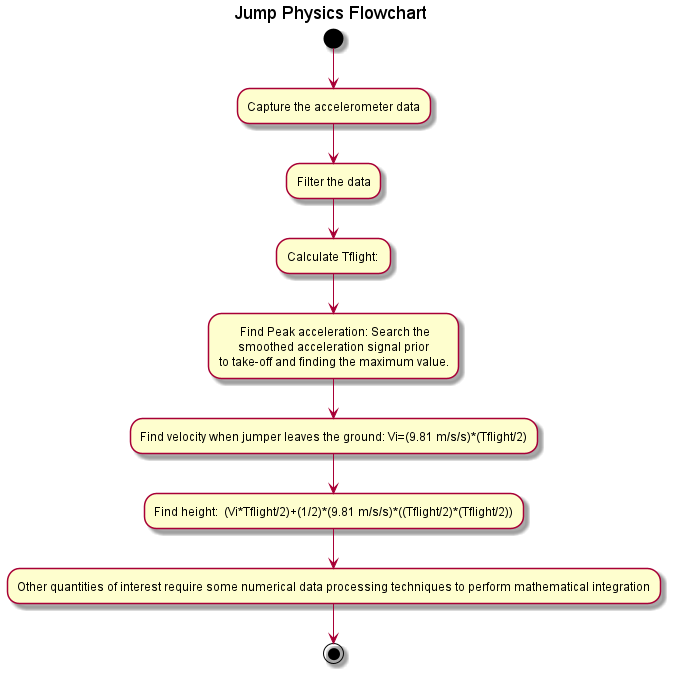 Jump Physics Flowchart
Capture the accelerometer data
Filter the data
Calculate Tflight:
Find Peak acceleration: Search the
smoothed acceleration signal prior
to take-off and finding the maximum value.
Find velocity when jumper leaves the ground: Vi=(9.81 m/s/s)*(Tflight/2)
Find height:  (Vi*Tflight/2)+(1/2)*(9.81 m/s/s)*((Tflight/2)*(Tflight/2))
Other quantities of interest require some numerical data processing techniques to perform mathematical integration